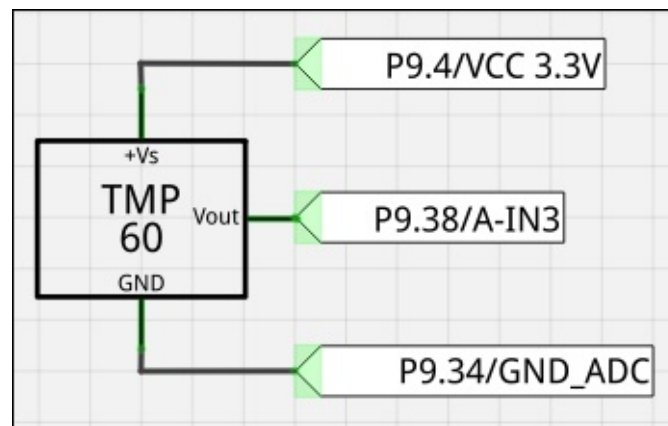 P9.4/VCC 3.3V
+Vs
TMP
60
Vout
P9.38/A-IN3
GND
P9.34/GND_ADC